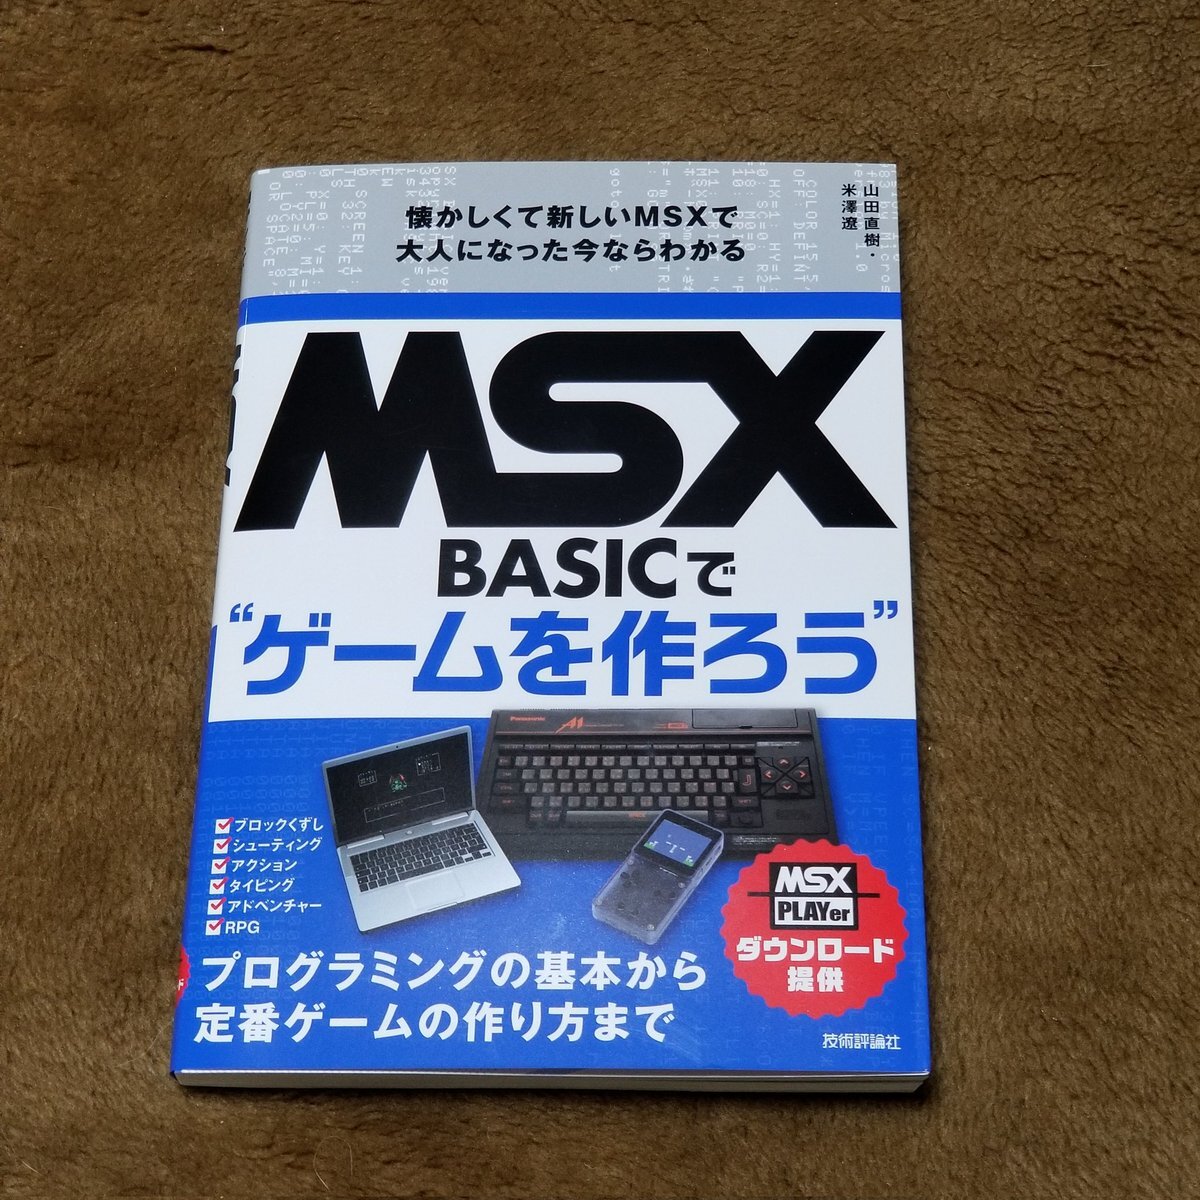 懐かしくて新しいMSXで
大人になった今ならわかる
山田直樹・
米澤遼
MSX
BASICで
“ゲームを作ろう”
Panasonic
A1
ブロックくずし
シューティング
アクション
タイピング
アドベンチャー
RPG
MSX
PLAYer
ダウンロード
提供
プログラミングの基本から
定番ゲームの作り方まで
技術評論社